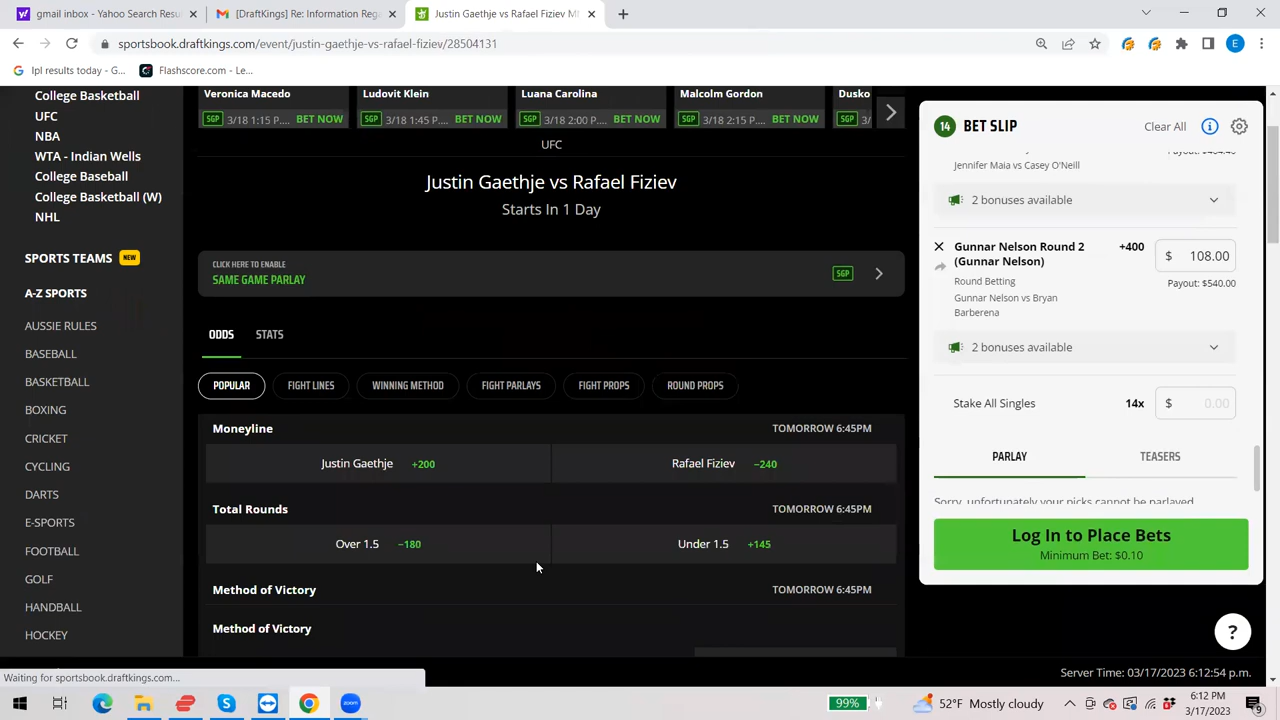 gmail inbox - Yahoo Search Resu
[DraftKings] Re: Information Reg
Justin Gaethje vs Rafael Fiziev M
sportsbook.draftkings.com/event/justin-gaethje-vs-rafael-fiziev/28504131
E
Ipl results today - G...
Flashscore.com - Le...
College Basketball
UFC
NBA
WTA - Indian Wells
College Baseball
College Basketball (W)
NHL
SPORTS TEAMS NEW
A-Z SPORTS
AUSSIE RULES
BASEBALL
BASKETBALL
BOXING
CRICKET
CYCLING
DARTS
E-SPORTS
FOOTBALL
GOLF
HANDBALL
HOCKEY
Veronica Macedo
SGP 3/18 1:15 P.... BET NOW
Ludovit Klein
SGP 3/18 1:45 P.... BET NOW
Luana Carolina
SGP 3/18 2:00 P... BET NOW
Malcolm Gordon
SGP 3/18 2:15 P... BET NOW
Dusko
SGP 3/
UFC
Justin Gaethje vs Rafael Fiziev
Starts In 1 Day
CLICK HERE TO ENABLE
SAME GAME PARLAY
SGP
ODDS STATS
POPULAR FIGHT LINES WINNING METHOD FIGHT PARLAYS FIGHT PROPS ROUND PROPS
Moneyline TOMORROW 6:45PM
Justin Gaethje +200 Rafael Fiziev −240
Total Rounds TOMORROW 6:45PM
Over 1.5 −180 Under 1.5 +145
Method of Victory TOMORROW 6:45PM
Method of Victory
14 BET SLIP Clear All
Jennifer Maia vs Casey O'Neill
2 bonuses available
Gunnar Nelson Round 2 +400 $ 108.00
(Gunnar Nelson)
Round Betting Payout: $540.00
Gunnar Nelson vs Bryan
Barberena
2 bonuses available
Stake All Singles 14x $ 0.00
PARLAY TEASERS
Sorry, unfortunately your picks cannot be parlayed
Log In to Place Bets
Minimum Bet: $0.10
?
Waiting for sportsbook.draftkings.com...
Server Time: 03/17/2023 6:12:54 p.m.
zoom
99%
52°F Mostly cloudy
6:12 PM
3/17/2023
9